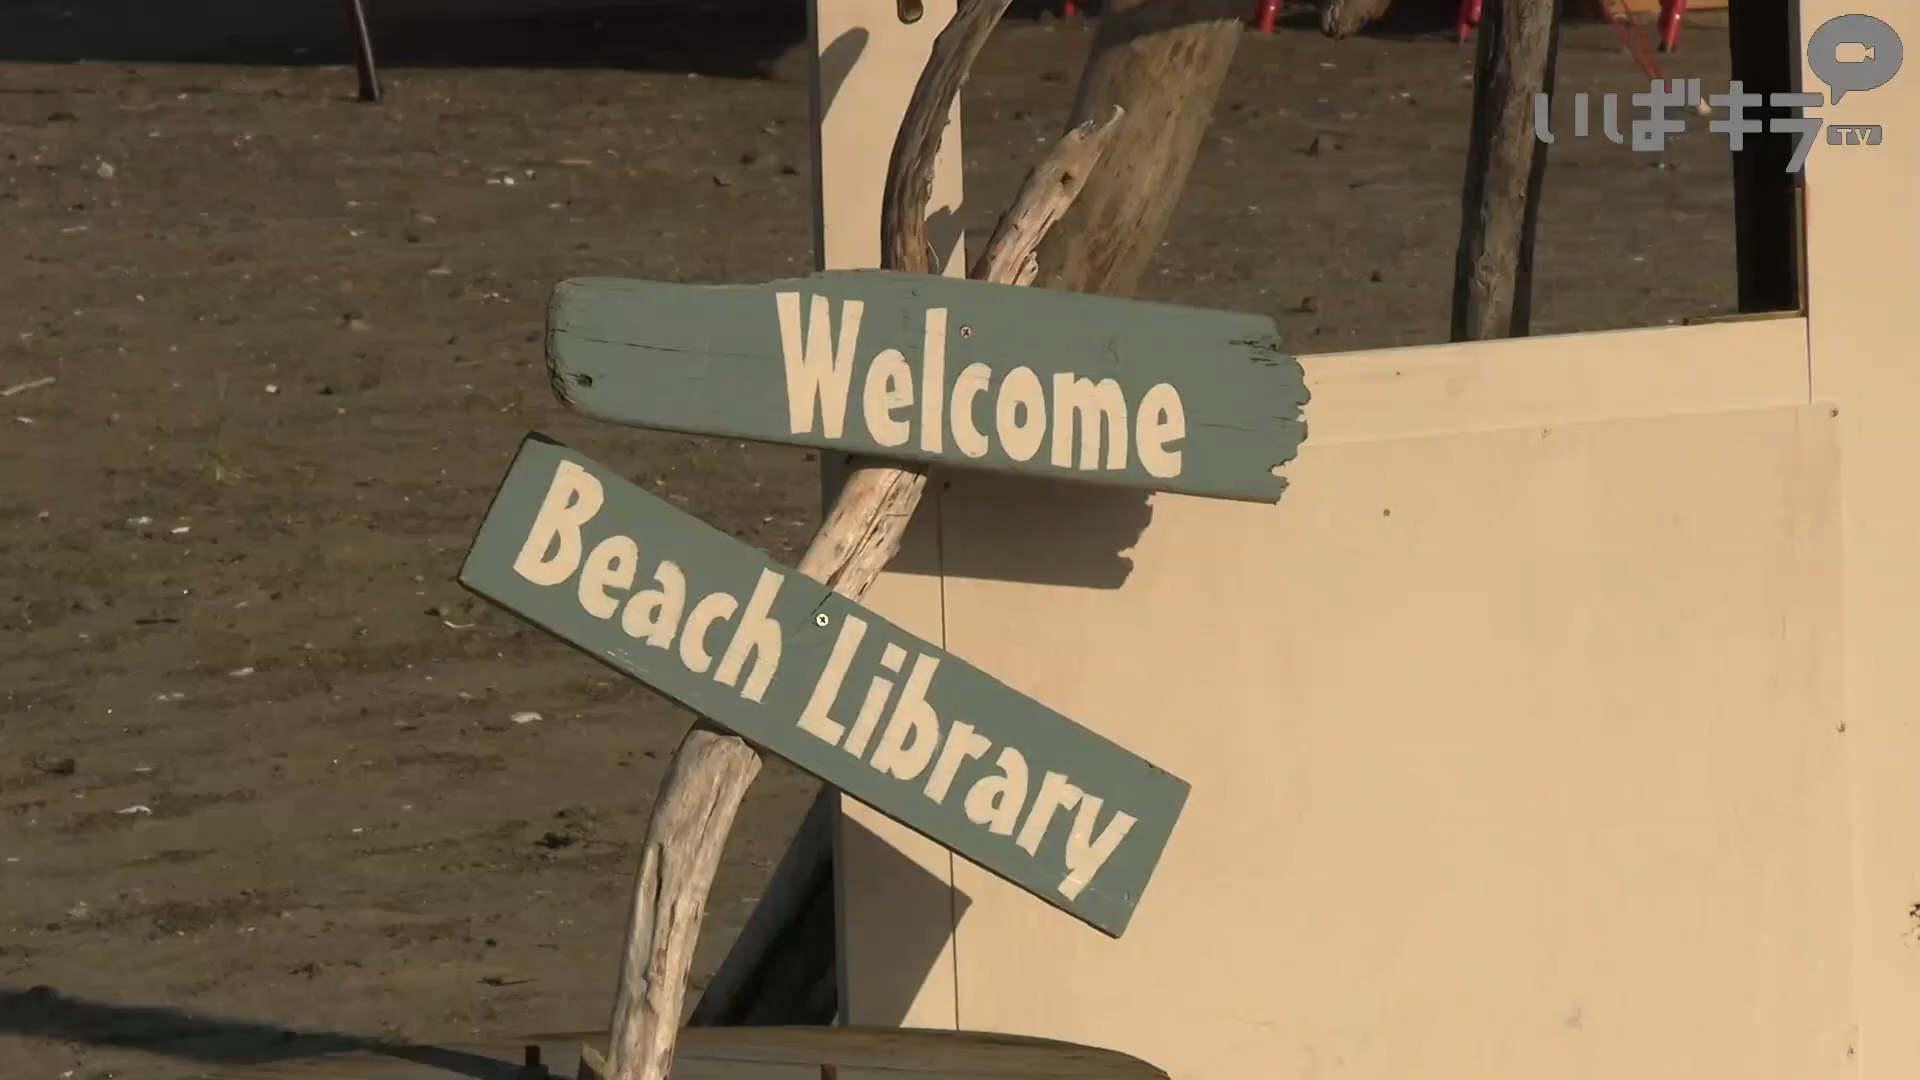 いばキラ
TV
Welcome
Beach Library